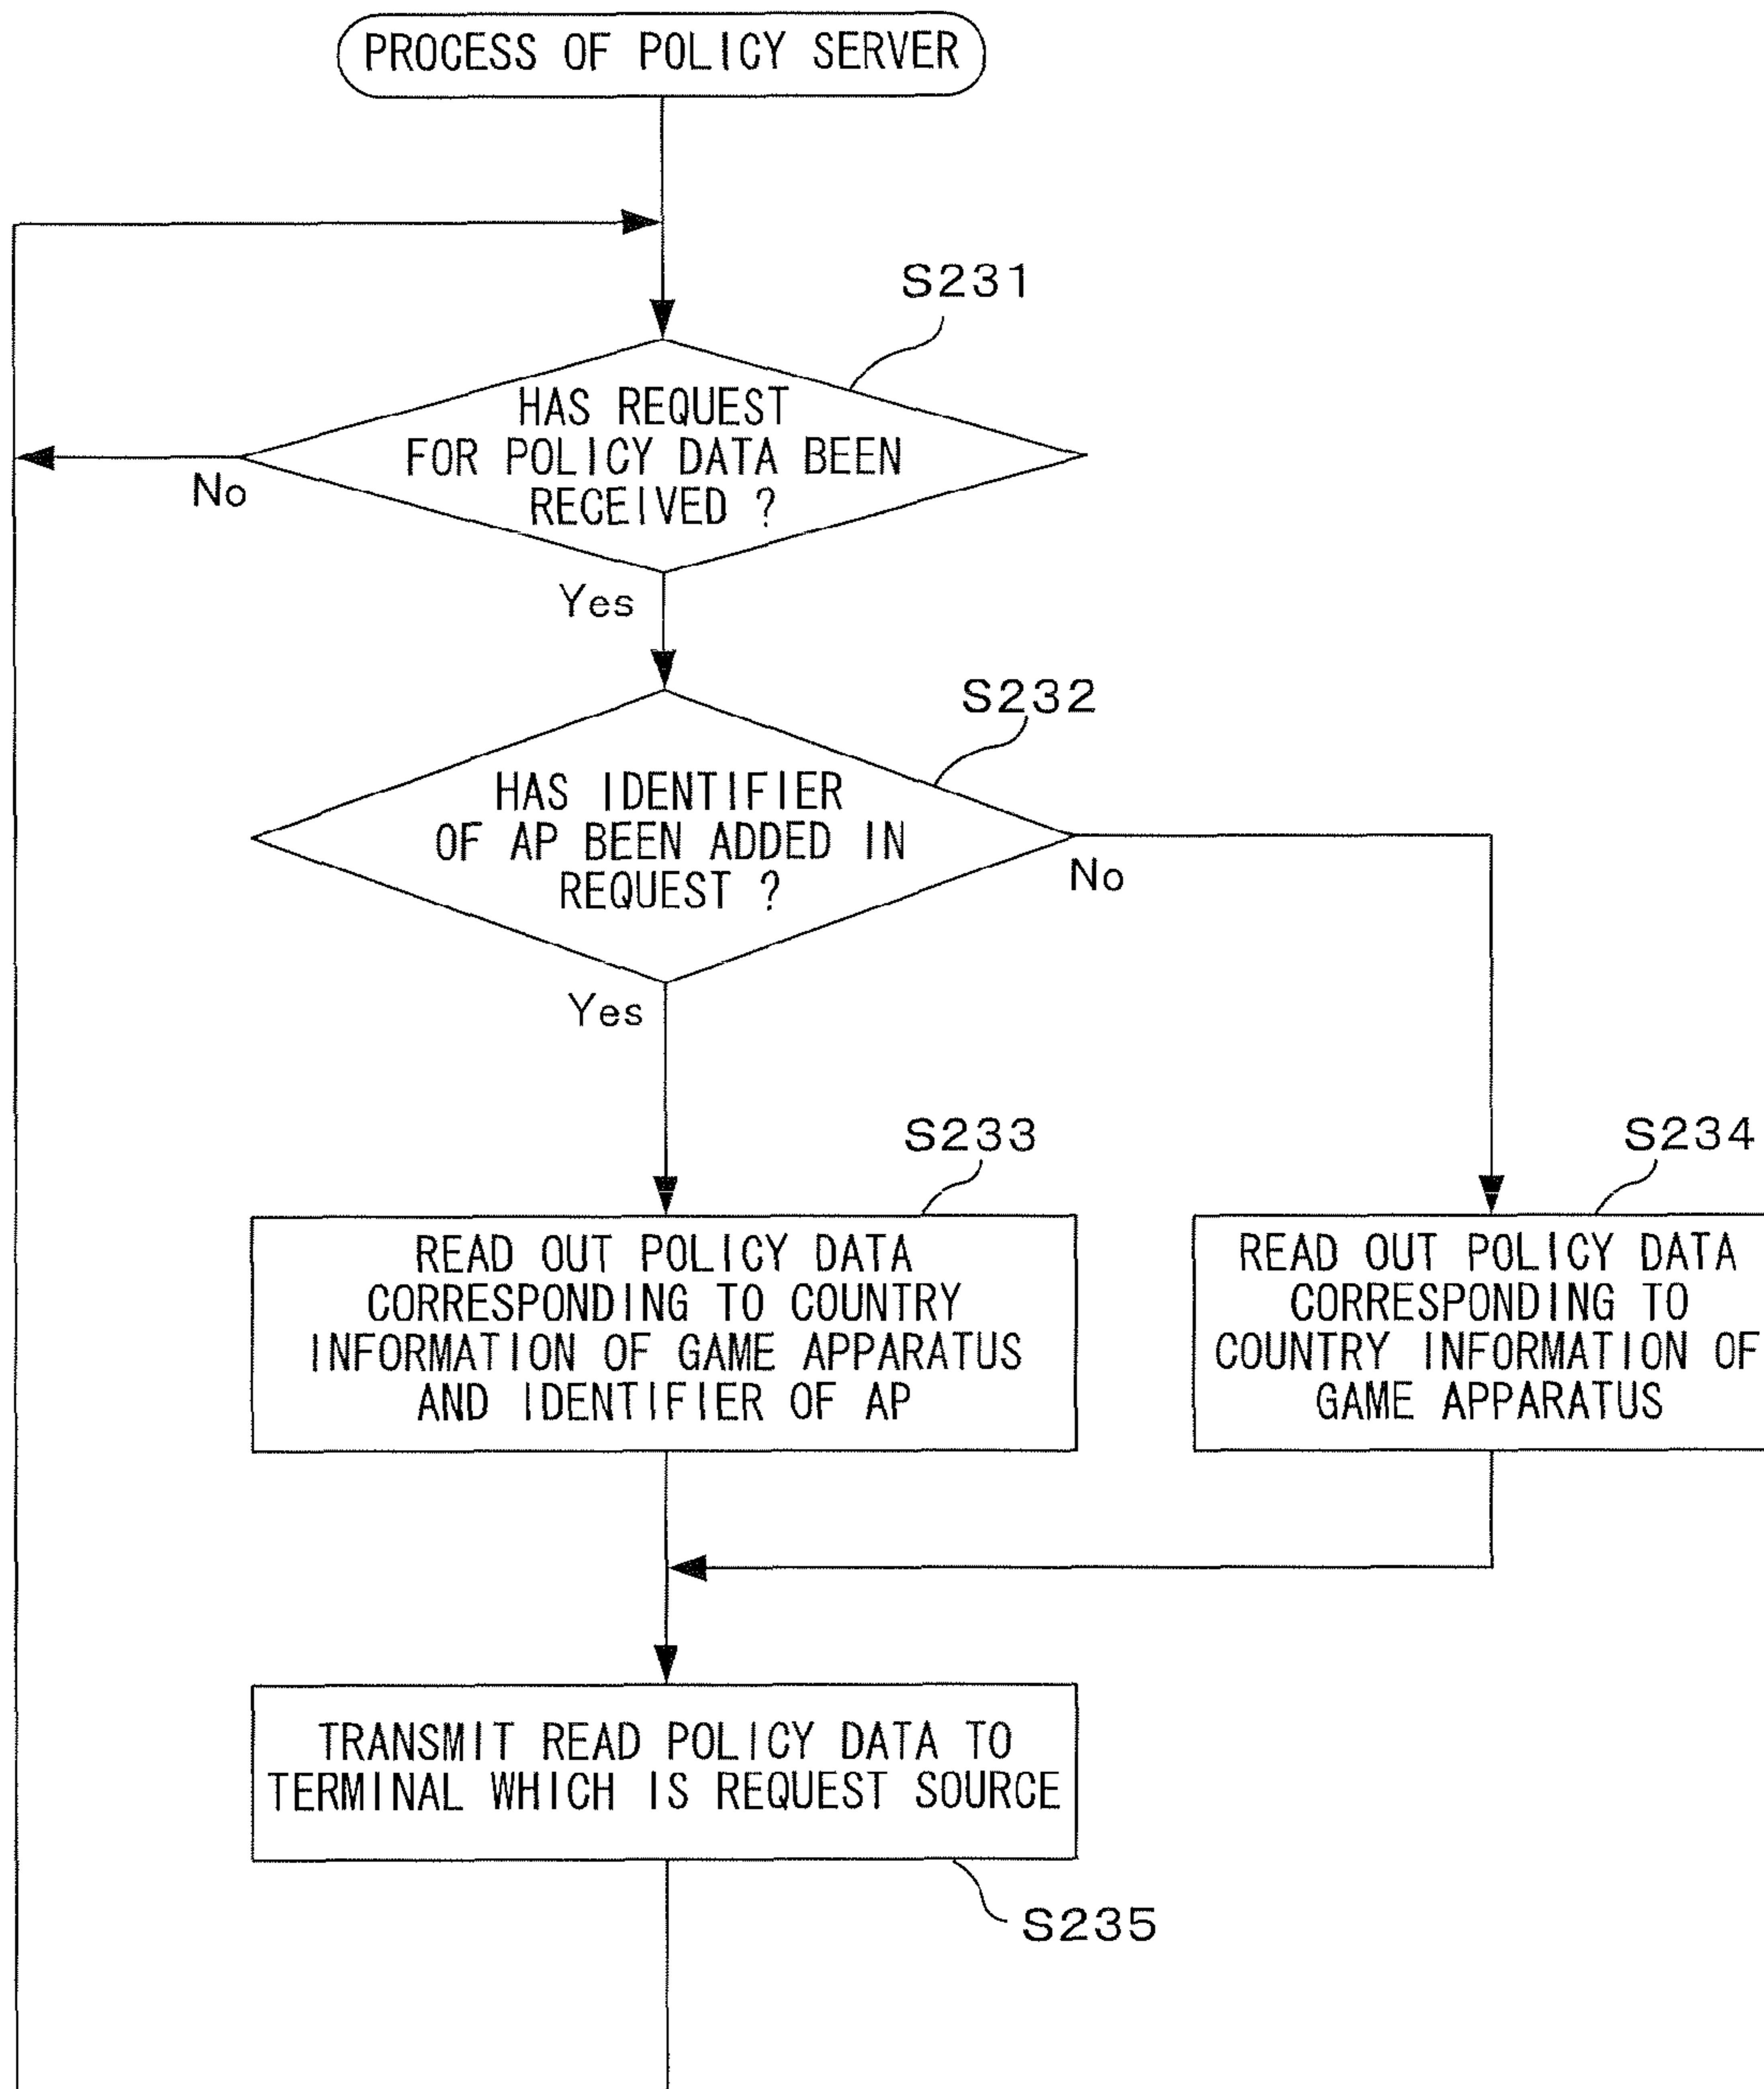 PROCESS OF POLICY SERVER
S231
HAS REQUEST
FOR POLICY DATA BEEN
RECEIVED ?
No
Yes
S232
HAS IDENTIFIER
OF AP BEEN ADDED IN
REQUEST ?
No
Yes
S233
S234
READ OUT POLICY DATA
CORRESPONDING TO COUNTRY
INFORMATION OF GAME APPARATUS
AND IDENTIFIER OF AP
READ OUT POLICY DATA
CORRESPONDING TO
COUNTRY INFORMATION OF
GAME APPARATUS
TRANSMIT READ POLICY DATA TO
TERMINAL WHICH IS REQUEST SOURCE
S235